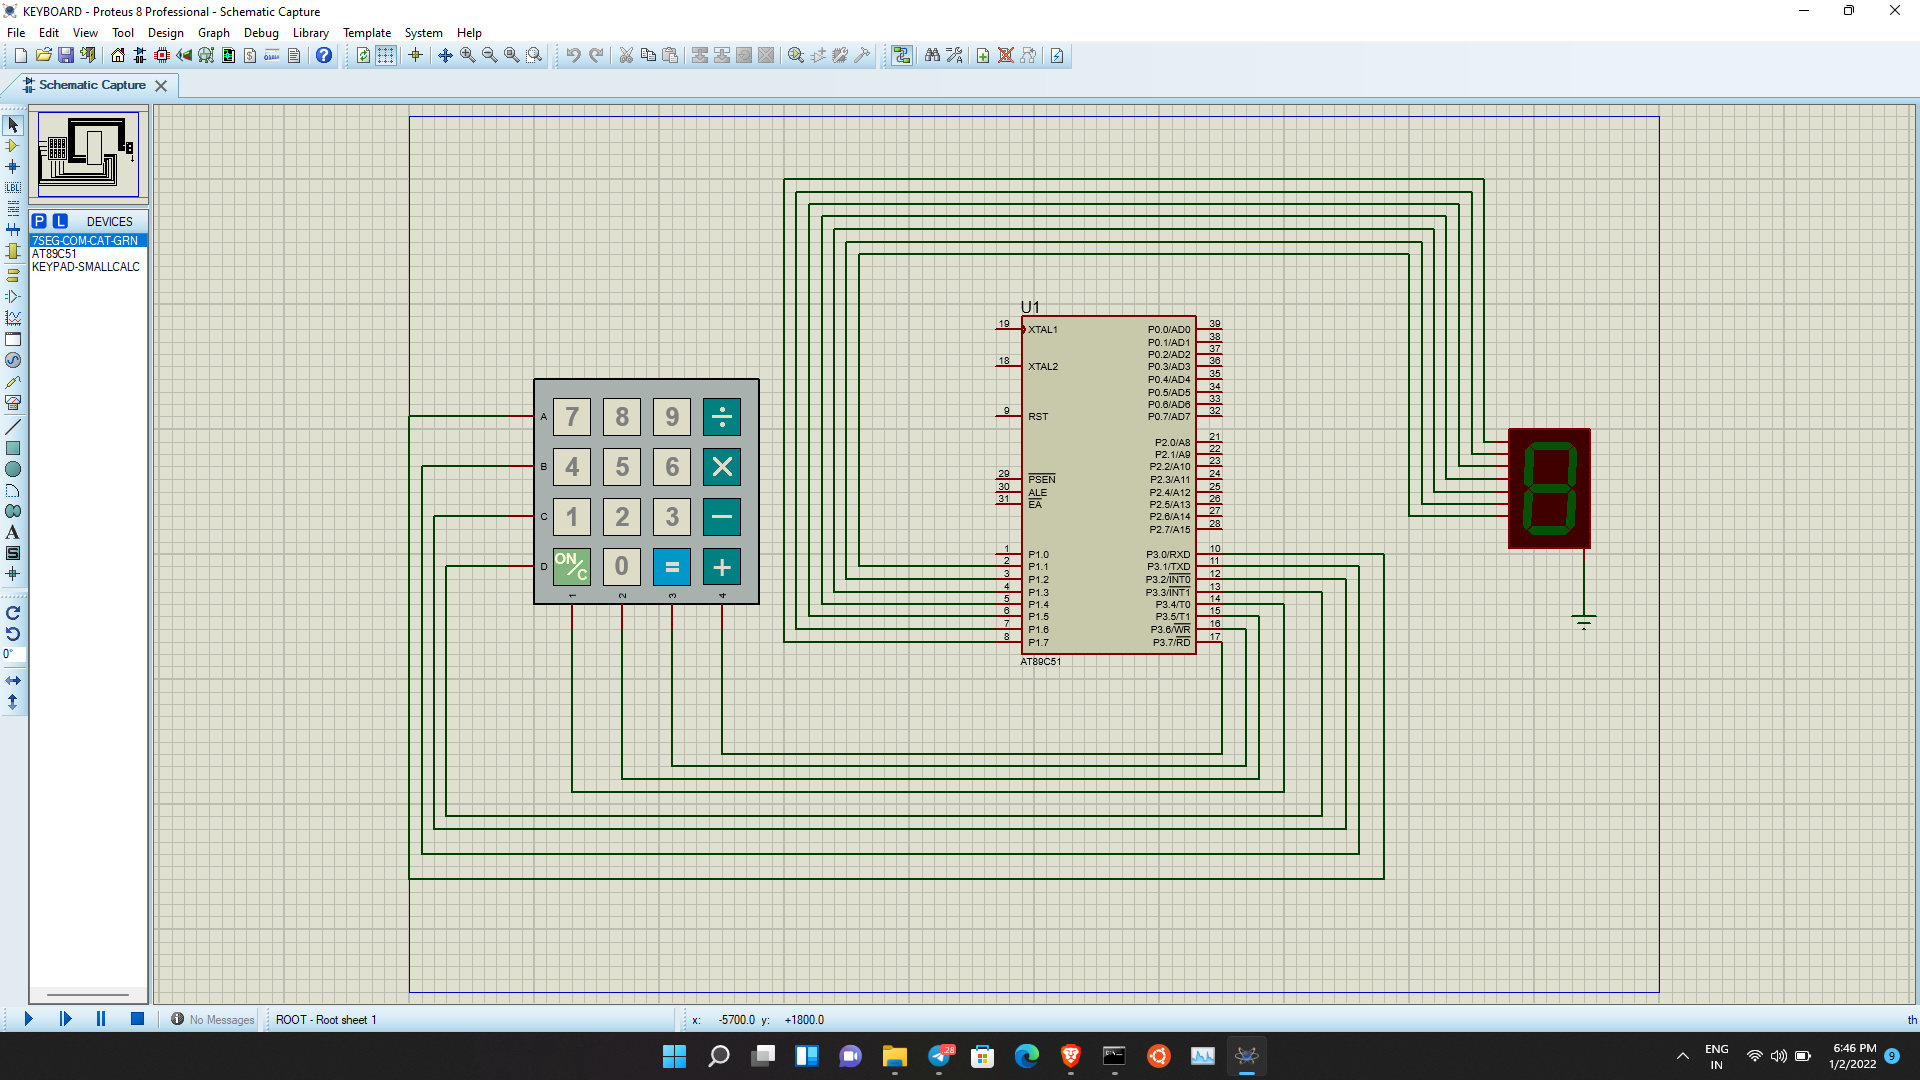 KEYBOARD - Proteus 8 Professional - Schematic Capture
File Edit View Tool Design Graph Debug Library Template System Help
Schematic Capture
P L DEVICES
7SEG-COM-CAT-GRN
AT89C51
KEYPAD-SMALLCALC
LBL
A
S
0°
A 7 8 9 ÷
B 4 5 6 ×
C 1 2 3 −
D ON/C 0 = +
1 2 3 4
U1
19 XTAL1
18 XTAL2
9 RST
29 PSEN
30 ALE
31 EA
1 P1.0
2 P1.1
3 P1.2
4 P1.3
5 P1.4
6 P1.5
7 P1.6
8 P1.7
P0.0/AD0 39
P0.1/AD1 38
P0.2/AD2 37
P0.3/AD3 36
P0.4/AD4 35
P0.5/AD5 34
P0.6/AD6 33
P0.7/AD7 32
P2.0/A8 21
P2.1/A9 22
P2.2/A10 23
P2.3/A11 24
P2.4/A12 25
P2.5/A13 26
P2.6/A14 27
P2.7/A15 28
P3.0/RXD 10
P3.1/TXD 11
P3.2/INT0 12
P3.3/INT1 13
P3.4/T0 14
P3.5/T1 15
P3.6/WR 16
P3.7/RD 17
AT89C51
No Messages ROOT - Root sheet 1 x: -5700.0 y: +1800.0 th
28
ENG
IN
6:46 PM
1/2/2022
9